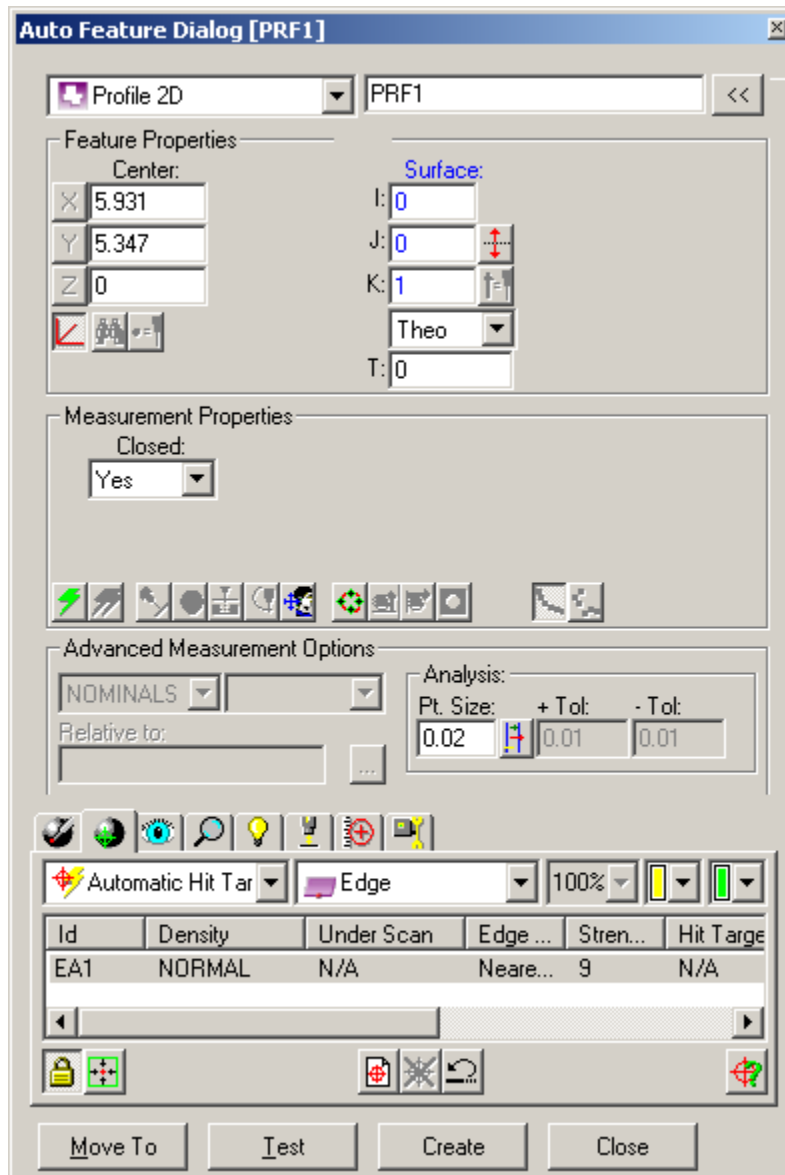 Auto Feature Dialog [PRF1]
Profile 2D PRF1 <<
Feature Properties
Center: Surface:
X 5.931 I: 0
Y 5.347 J: 0
Z 0 K: 1
Theo
T: 0
Measurement Properties
Closed:
Yes
Advanced Measurement Options
NOMINALS
Relative to:
...
Analysis:
Pt. Size: + Tol: - Tol:
0.02 0.01 0.01
Automatic Hit Tar Edge 100%
Id Density Under Scan Edge ... Stren... Hit Targe
EA1 NORMAL N/A Neare... 9 N/A
Move To Test Create Close